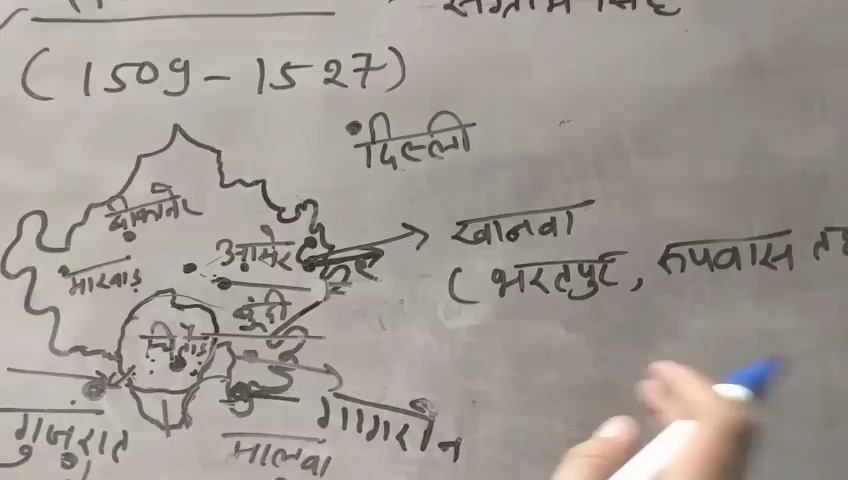 संग्राम सिंह
(1509 - 1527)
दिल्ली
बीकानेर
खानवा
आमेर
(भरतपुर, रूपवास
मारवाड़
बूंदी
चित्तौड़
गागरोन
गुजरात
मालवा